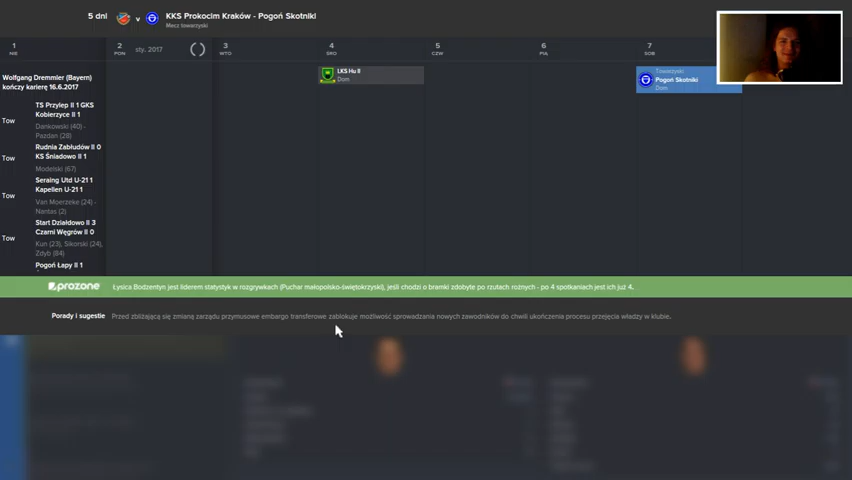 5 dni
v
KKS Prokocim Kraków - Pogoń Skotniki
Mecz towarzyski
1
NIE
2
PON
sty. 2017
3
WTO
4
ŚRO
5
CZW
6
PIĄ
7
SOB
Wolfgang Dremmler (Bayern)
kończy karierę 16.6.2017
Tow
TS Przylep II 1 GKS
Kobierzyce II 1
Dankowski (40) -
Pazdan (28)
Tow
Rudnia Zabłudów II 0
KS Śniadowo II 1
Modelski (67)
Tow
Seraing Utd U-21 1
Kapellen U-21 1
Van Moerzeke (24) -
Nantas (2)
Tow
Start Działdowo II 3
Czarni Węgrów II 0
Kun (23), Sikorski (24),
Zdyb (84)
Pogoń Łapy II 1
LKS Hu II
Dom
Towarzyski
Pogoń Skotniki
Dom
prozone
Łysica Bodzentyn jest liderem statystyk w rozgrywkach (Puchar małopolsko-świętokrzyski), jeśli chodzi o bramki zdobyte po rzutach rożnych - po 4 spotkaniach jest ich już 4.
Porady i sugestie
Przed zbliżającą się zmianą zarządu przymusowe embargo transferowe zablokuje możliwość sprowadzania nowych zawodników do chwili ukończenia procesu przejęcia władzy w klubie.